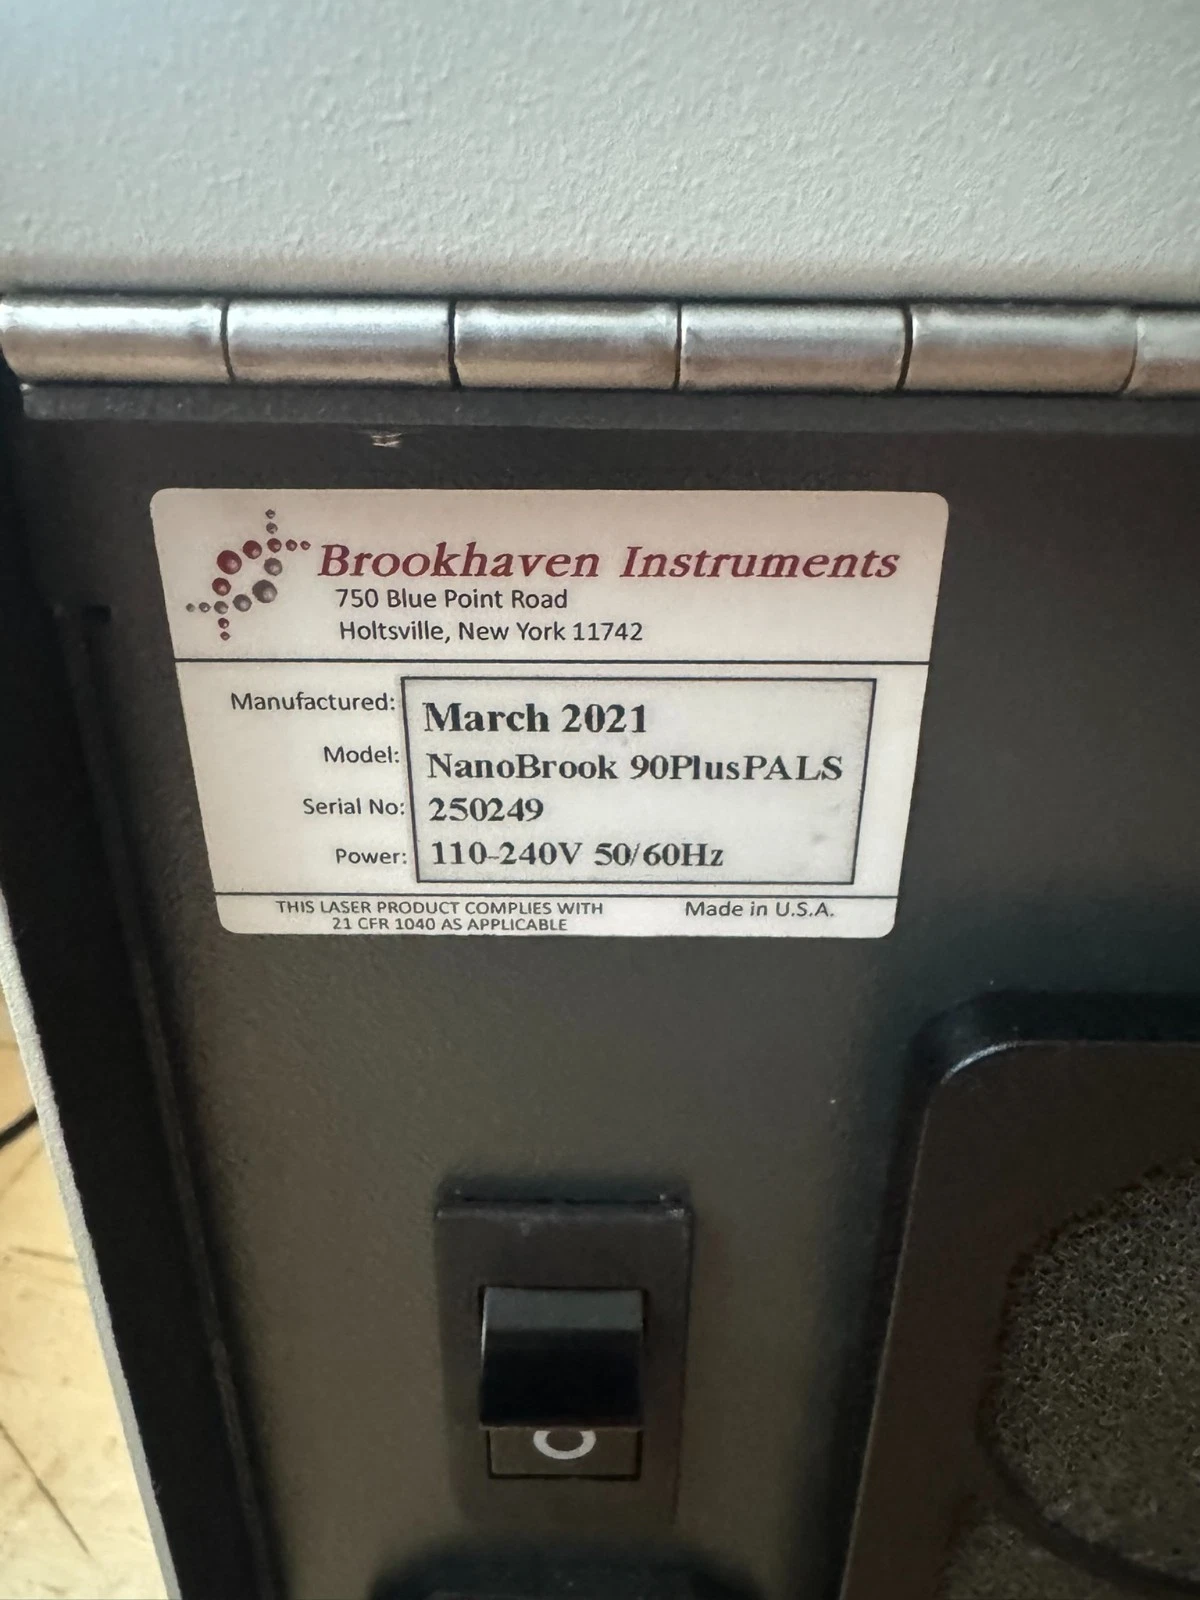 Brookhaven Instruments
750 Blue Point Road
Holtsville, New York 11742
Manufactured: March 2021
Model: NanoBrook 90PlusPALS
Serial No: 250249
Power: 110-240V 50/60Hz
THIS LASER PRODUCT COMPLIES WITH
21 CFR 1040 AS APPLICABLE
Made in U.S.A.
O